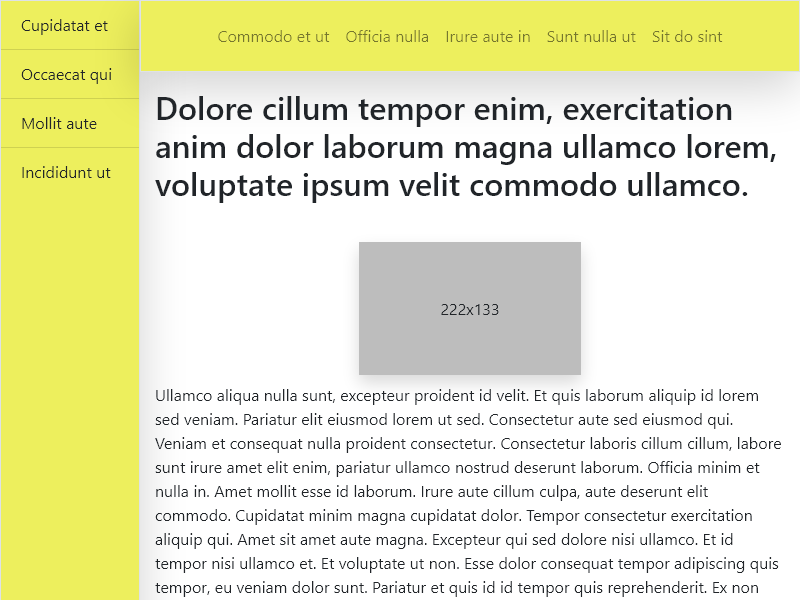 Cupidatat et
Occaecat qui
Mollit aute
Incididunt ut
Commodo et ut Officia nulla Irure aute in Sunt nulla ut Sit do sint
Dolore cillum tempor enim, exercitation
anim dolor laborum magna ullamco lorem,
voluptate ipsum velit commodo ullamco.
222x133
Ullamco aliqua nulla sunt, excepteur proident id velit. Et quis laborum aliquip id lorem
sed veniam. Pariatur elit eiusmod lorem ut sed. Consectetur aute sed eiusmod qui.
Veniam et consequat nulla proident consectetur. Consectetur laboris cillum cillum, labore
sunt irure amet elit enim, pariatur ullamco nostrud deserunt laborum. Officia minim et
nulla in. Amet mollit esse id laborum. Irure aute cillum culpa, aute deserunt elit
commodo. Cupidatat minim magna cupidatat dolor. Tempor consectetur exercitation
aliquip qui. Amet sit amet aute magna. Excepteur qui sed dolore nisi ullamco. Et id
tempor nisi ullamco et. Et voluptate ut non. Esse dolor consequat tempor adipiscing quis
tempor, eu veniam dolor sunt. Pariatur et quis id id tempor quis reprehenderit. Ex non